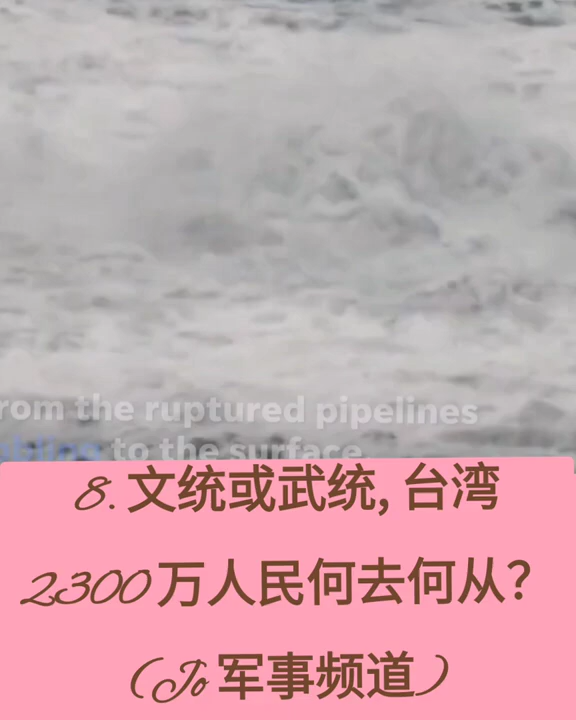 rom the ruptured pipelines
to the surface.
8. 文统或武统, 台湾
2300万人民何去何从?
(Jo 军事频道)